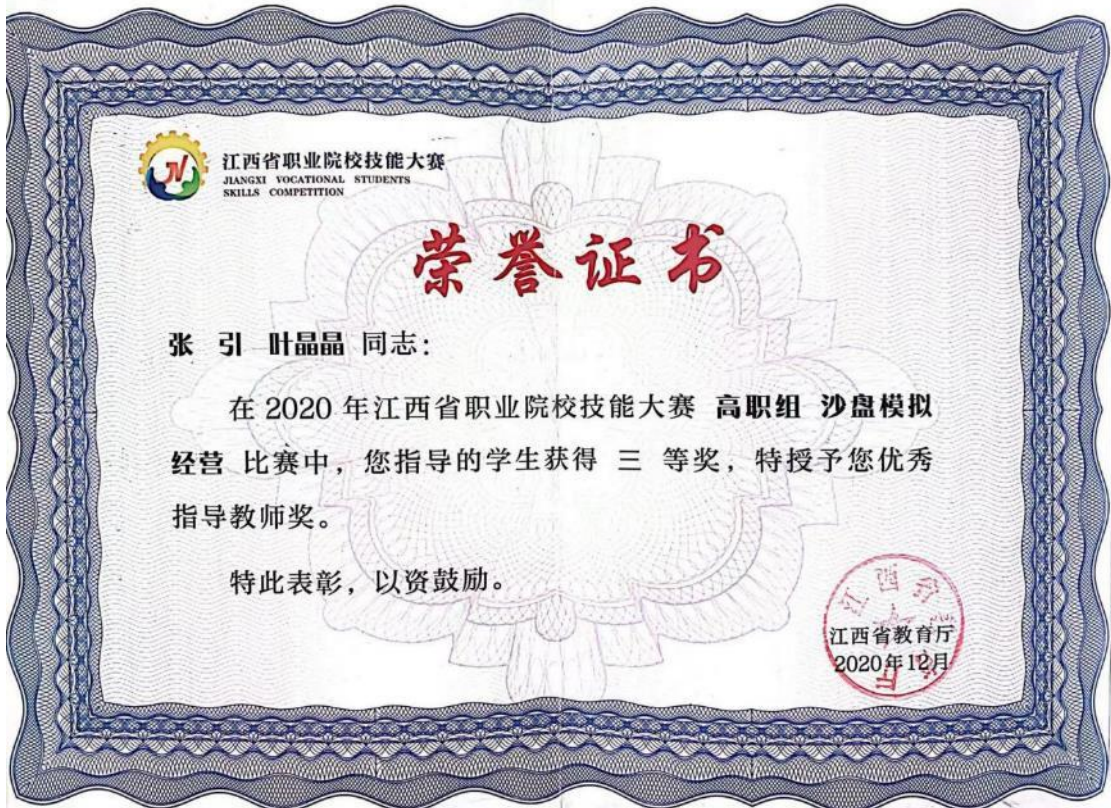 江西省职业院校技能大赛
JIANGXI VOCATIONAL STUDENTS
SKILLS COMPETITION
荣誉证书
张 引 叶晶晶 同志：
在 2020 年江西省职业院校技能大赛 高职组 沙盘模拟
经营 比赛中，您指导的学生获得 三 等奖，特授予您优秀
指导教师奖。
特此表彰，以资鼓励。
江西省教育厅
2020年12月